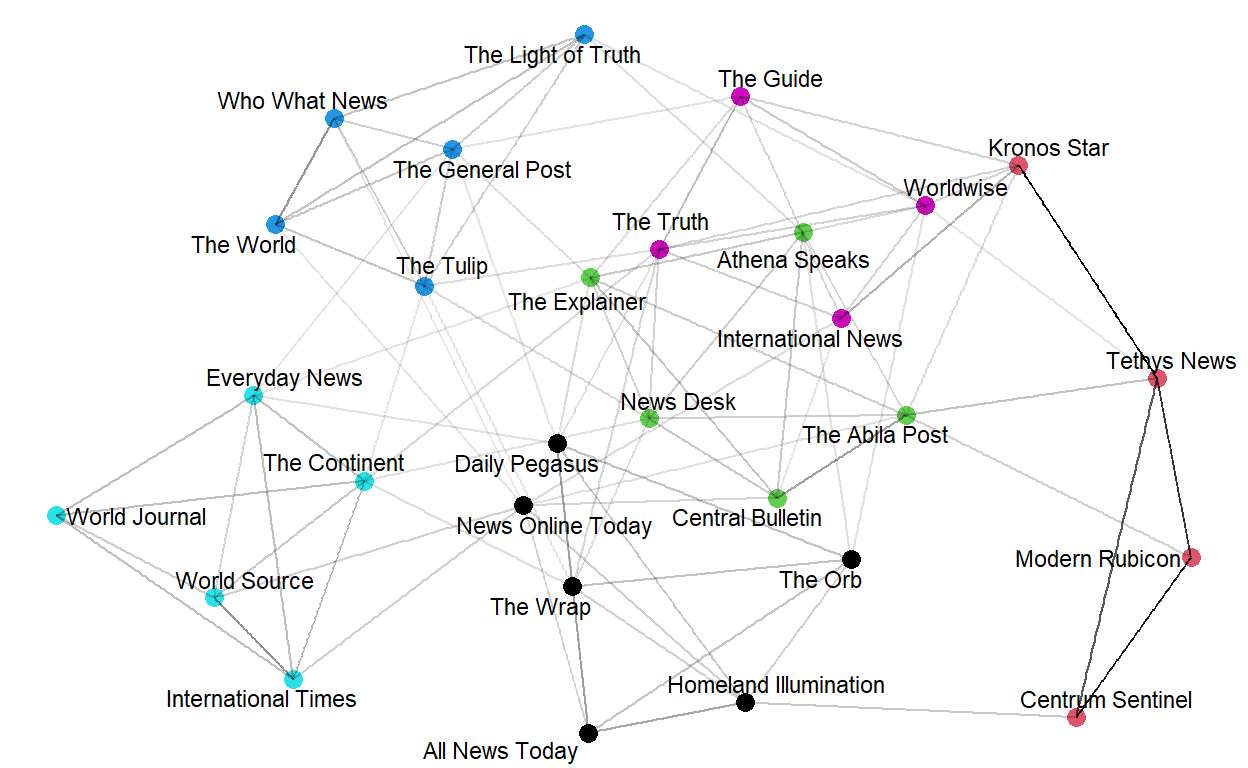 The Light of Truth
The Guide
Who What News
Kronos Star
The General Post
Worldwise
The Truth
The World
Athena Speaks
The Tulip
The Explainer
International News
Tethys News
Everyday News
News Desk
The Abila Post
The Continent
Daily Pegasus
World Journal
Central Bulletin
News Online Today
Modern Rubicon
World Source
The Orb
The Wrap
Homeland Illumination
International Times
Centrum Sentinel
All News Today